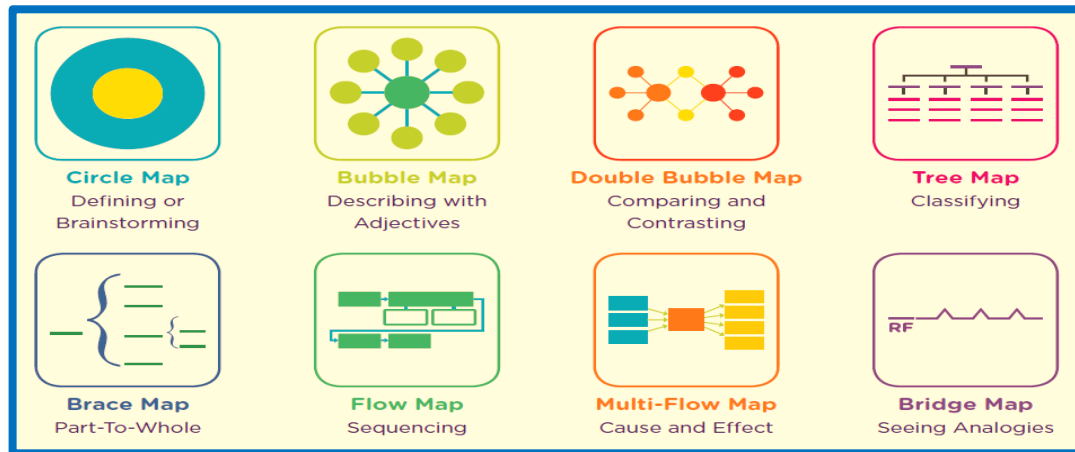 Circle Map
Defining or
Brainstorming
Bubble Map
Describing with
Adjectives
Double Bubble Map
Comparing and
Contrasting
Tree Map
Classifying
RF
Brace Map
Part-To-Whole
Flow Map
Sequencing
Multi-Flow Map
Cause and Effect
Bridge Map
Seeing Analogies